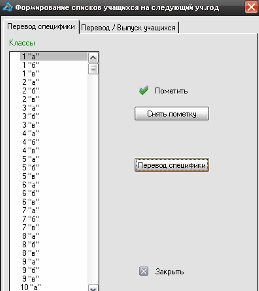 Формирование списков учащихся на следующий уч.год
Перевод специфики
Перевод / Выпуск учашихся
Классы
1 "а"
1 "б"
1 "в"
2 "а"
2 "б"
2 "в"
3 "а"
3 "б"
3 "в"
4 "а"
4 "б"
4 "в"
5 "а"
5 "б"
5 "в"
6 "а"
6 "б"
6 "в"
7 "а"
7 "б"
8 "а"
8 "б"
8 "в"
9 "а"
9 "б"
9 "в"
10 "а"
Пометить
Снять пометку
Перевод специфики
Закрыть